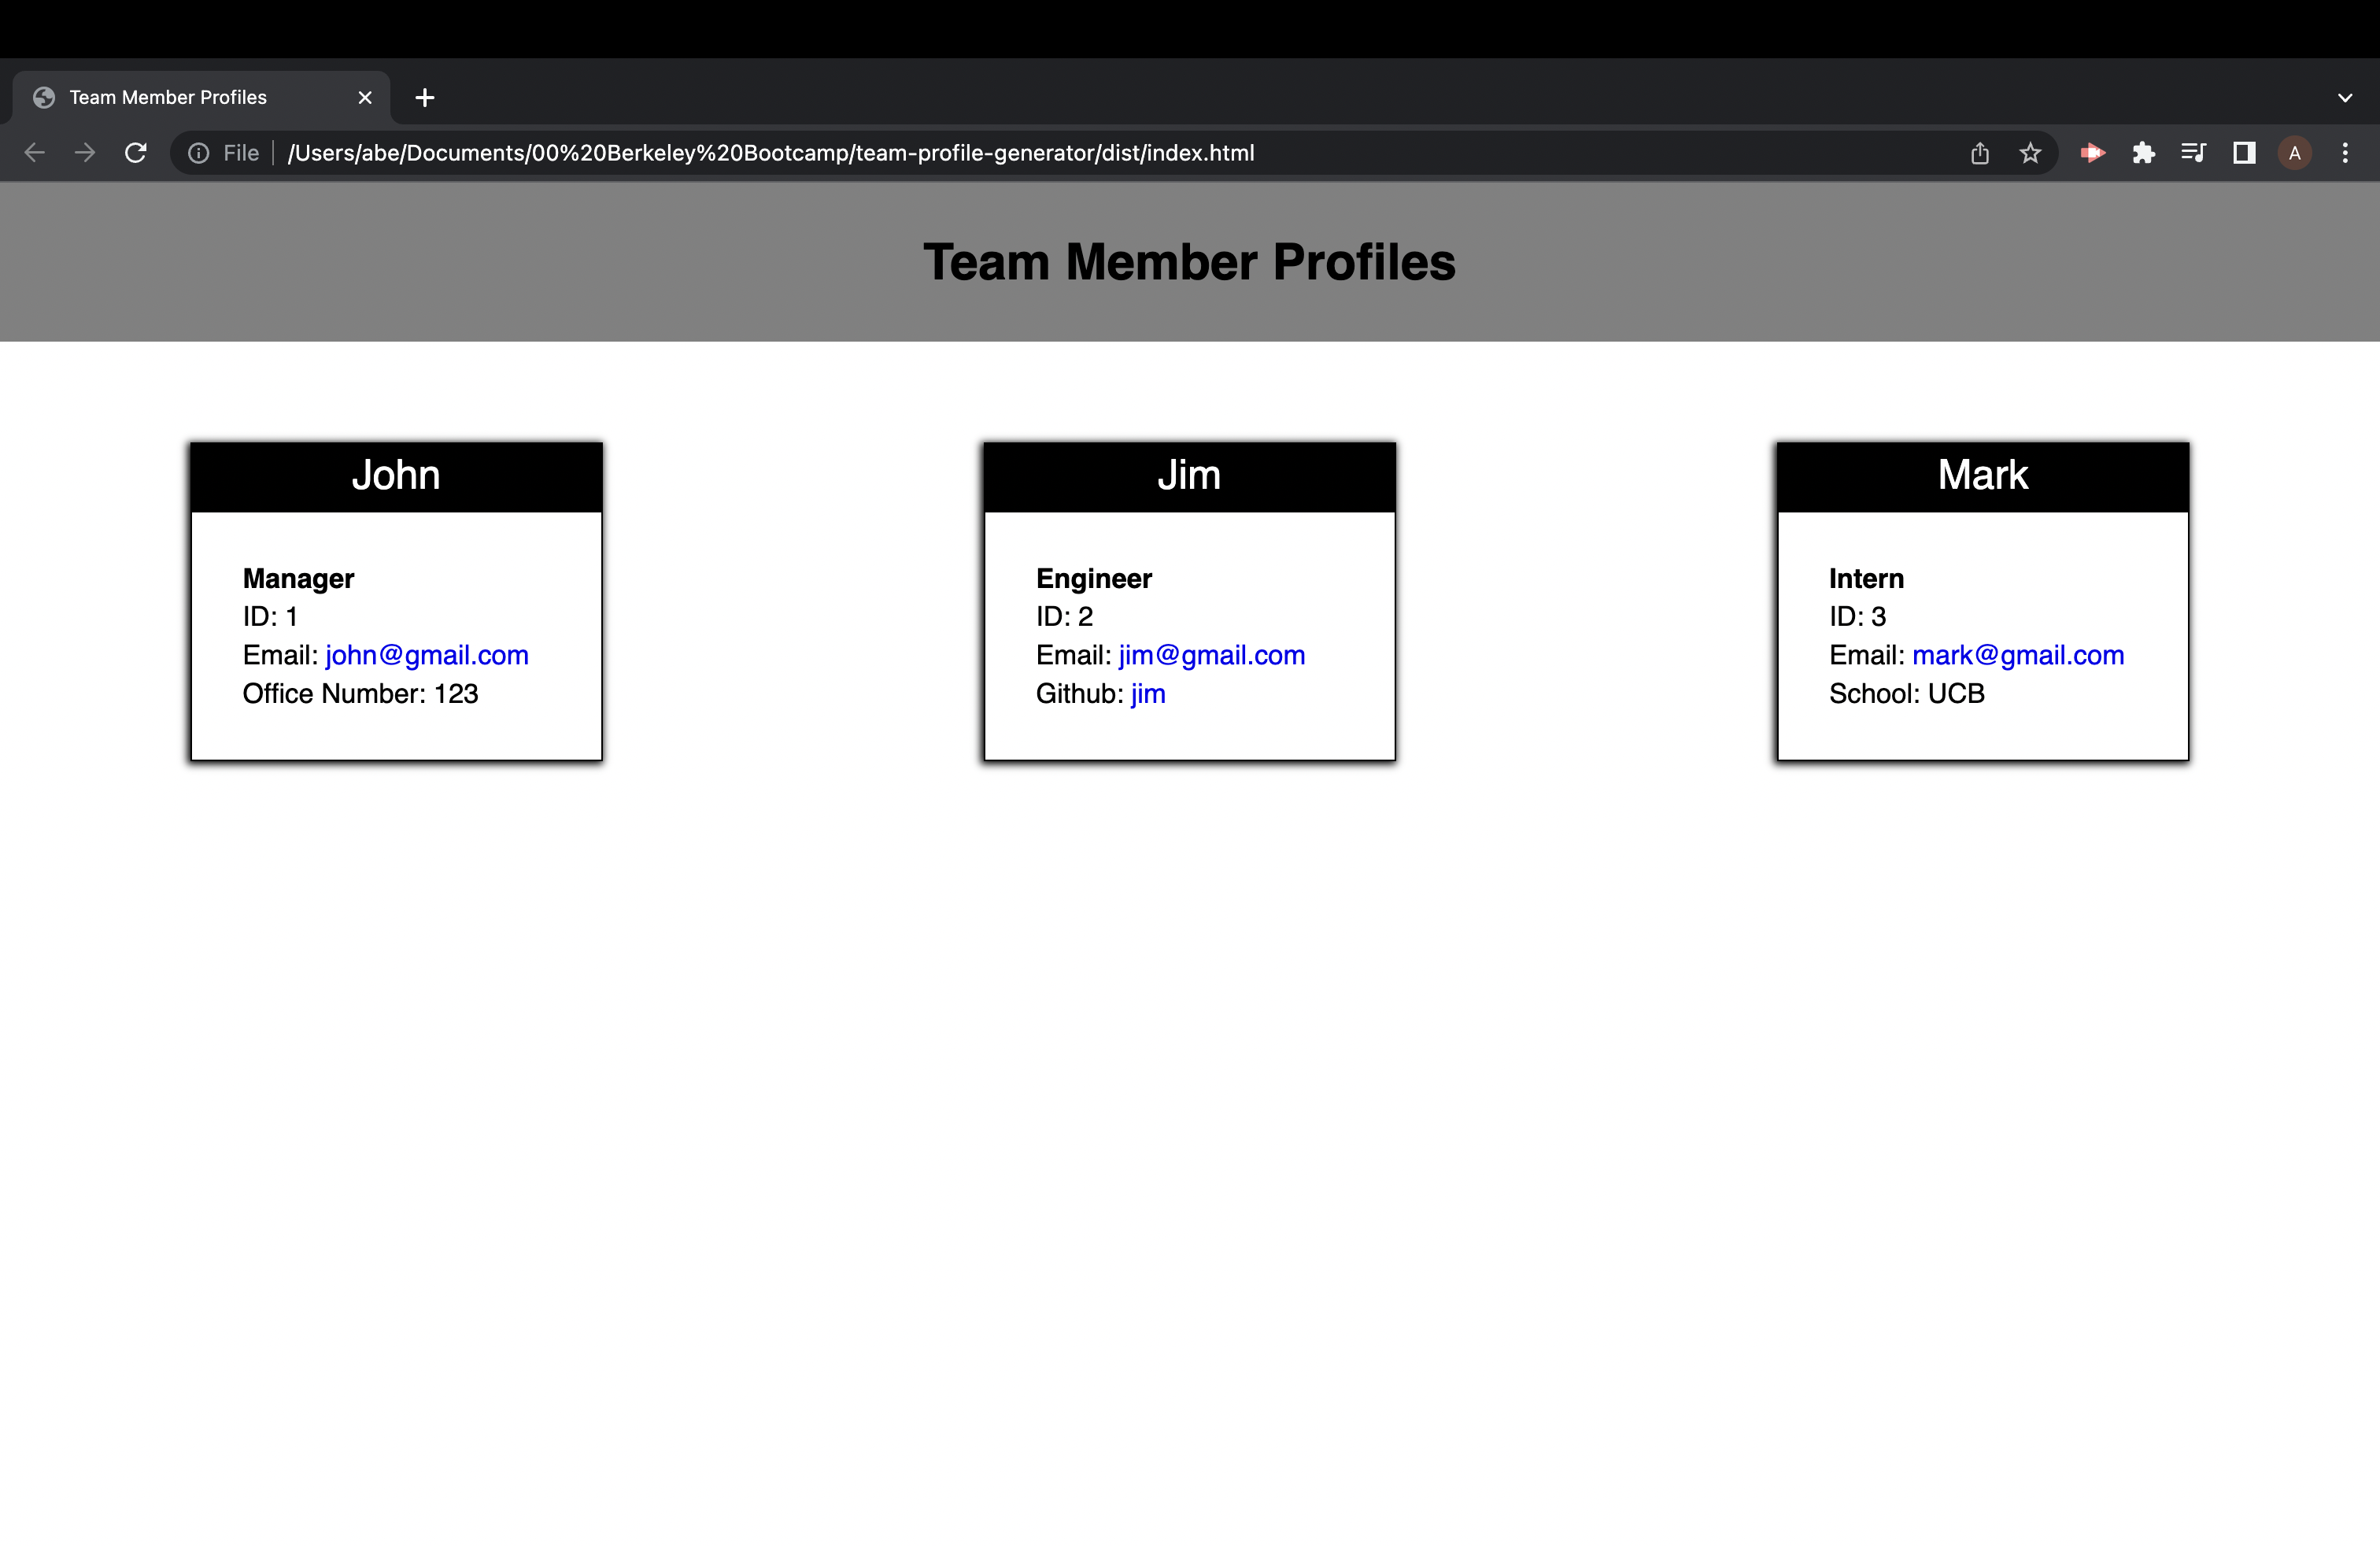 Team Member Profiles
File /Users/abe/Documents/00%20Berkeley%20Bootcamp/team-profile-generator/dist/index.html
A
Team Member Profiles
John
Manager
ID: 1
Email: john@gmail.com
Office Number: 123
Jim
Engineer
ID: 2
Email: jim@gmail.com
Github: jim
Mark
Intern
ID: 3
Email: mark@gmail.com
School: UCB